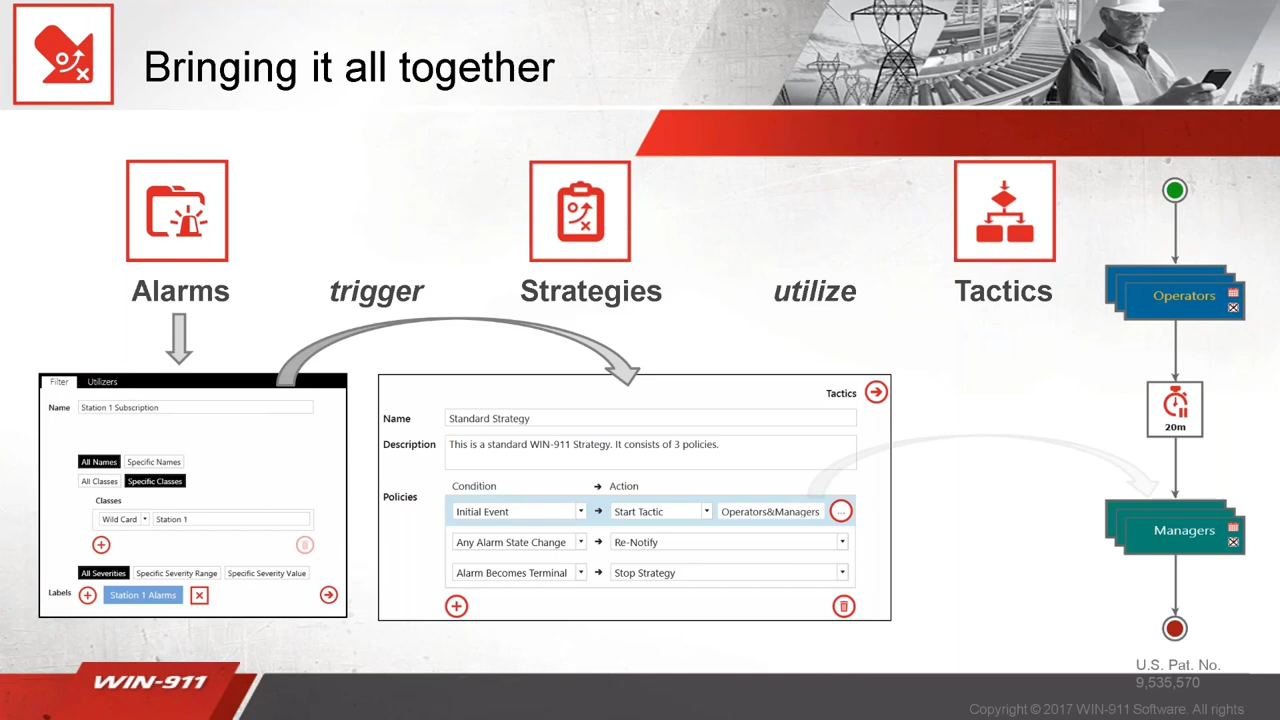 Bringing it all together
Alarms
trigger
Strategies
utilize
Tactics
Filter Utilizers
Name Station 1 Subscription
All Names Specific Names
All Classes Specific Classes
Classes
Wild Card Station 1
All Severities Specific Severity Range Specific Severity Value
Labels Station 1 Alarms
Tactics
Name Standard Strategy
Description This is a standard WIN-911 Strategy. It consists of 3 policies.
Condition Action
Policies
Initial Event Start Tactic Operators&Managers ...
Any Alarm State Change Re-Notify
Alarm Becomes Terminal Stop Strategy
Operators
20m
Managers
WIN-911
U.S. Pat. No.
9,535,570
Copyright © 2017 WIN-911 Software. All rights